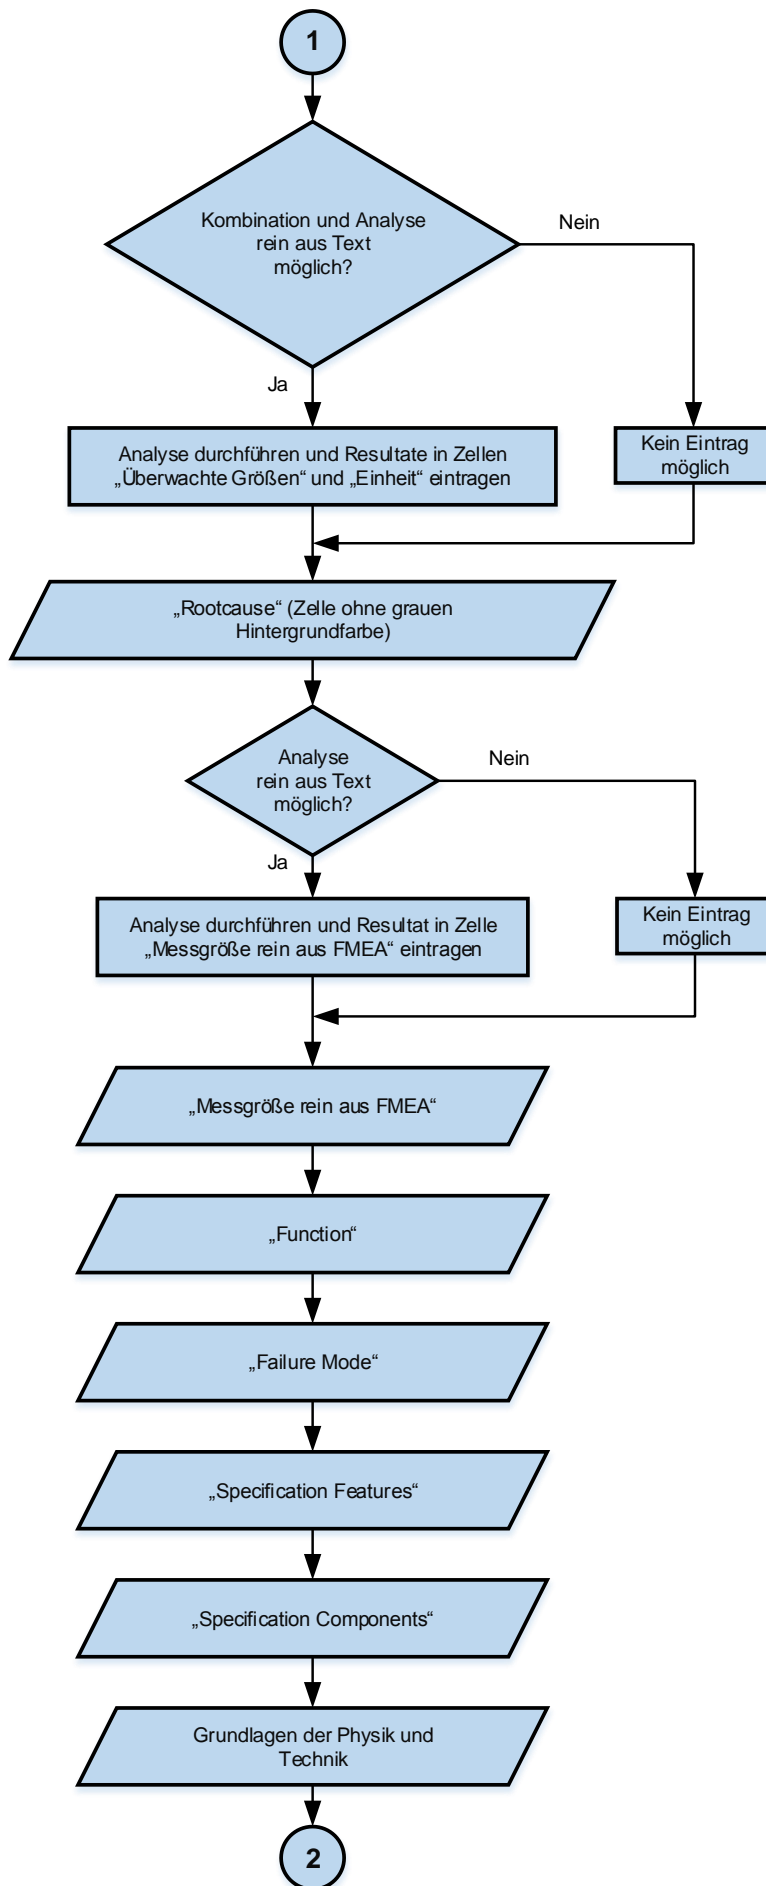 1
Kombination und Analyse
rein aus Text
möglich?
Nein
Ja
Analyse durchführen und Resultate in Zellen
„Überwachte Größen“ und „Einheit“ eintragen
Kein Eintrag
möglich
„Rootcause“ (Zelle ohne grauen
Hintergrundfarbe)
Analyse
rein aus Text
möglich?
Nein
Ja
Analyse durchführen und Resultat in Zelle
„Messgröße rein aus FMEA“ eintragen
Kein Eintrag
möglich
„Messgröße rein aus FMEA“
„Function“
„Failure Mode“
„Specification Features“
„Specification Components“
Grundlagen der Physik und
Technik
2